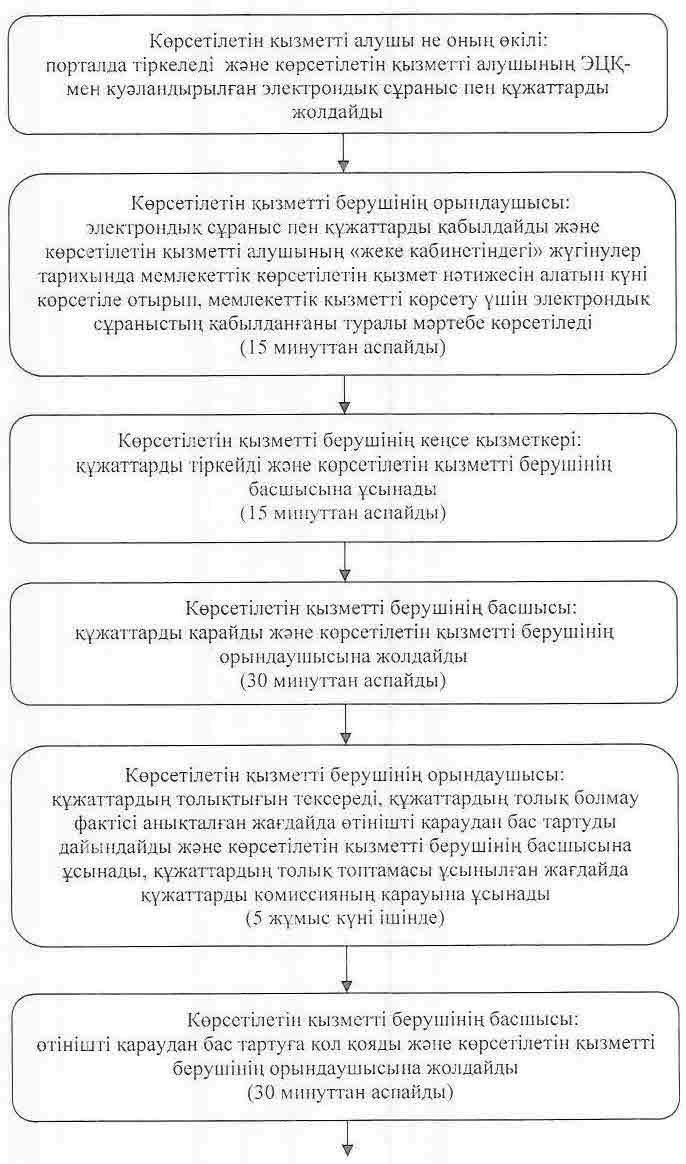 Көрсетілетін қызметті алушы не оның өкілі:
порталда тіркеледі және көрсетілетін қызметті алушының ЭЦҚ-
мен куәландырылған электрондық сұраныс пен құжаттарды
жолдайды
Көрсетілетін қызметті берушінің орындаушысы:
электрондық сұраныс пен құжаттарды қабылдайды және
көрсетілетін қызметті алушының «жеке кабинетіндегі» жүгінулер
тарихында мемлекеттік көрсетілетін қызмет нәтижесін алатын күні
көрсетіле отырып, мемлекеттік қызметті көрсету үшін электрондық
сұраныстың қабылданғаны туралы мәртебе көрсетіледі
(15 минуттан аспайды)
Көрсетілетін қызметті берушінің кеңсе қызметкері:
құжаттарды тіркейді және көрсетілетін қызметті берушінің
басшысына ұсынады
(15 минуттан аспайды)
Көрсетілетін қызметті берушінің басшысы:
құжаттарды қарайды және көрсетілетін қызметті берушінің
орындаушысына жолдайды
(30 минуттан аспайды)
Көрсетілетін қызметті берушінің орындаушысы:
құжаттардың толықтығын тексереді, құжаттардың толық болмау
фактісі анықталған жағдайда өтінішті қараудан бас тартуды
дайындайды және көрсетілетін қызметті берушінің басшысына
ұсынады, құжаттардың толық топтамасы ұсынылған жағдайда
құжаттарды комиссияның қарауына ұсынады
(5 жұмыс күні ішінде)
Көрсетілетін қызметті берушінің басшысы:
өтінішті қараудан бас тартуға қол қояды және көрсетілетін қызметті
берушінің орындаушысына жолдайды
(30 минуттан аспайды)